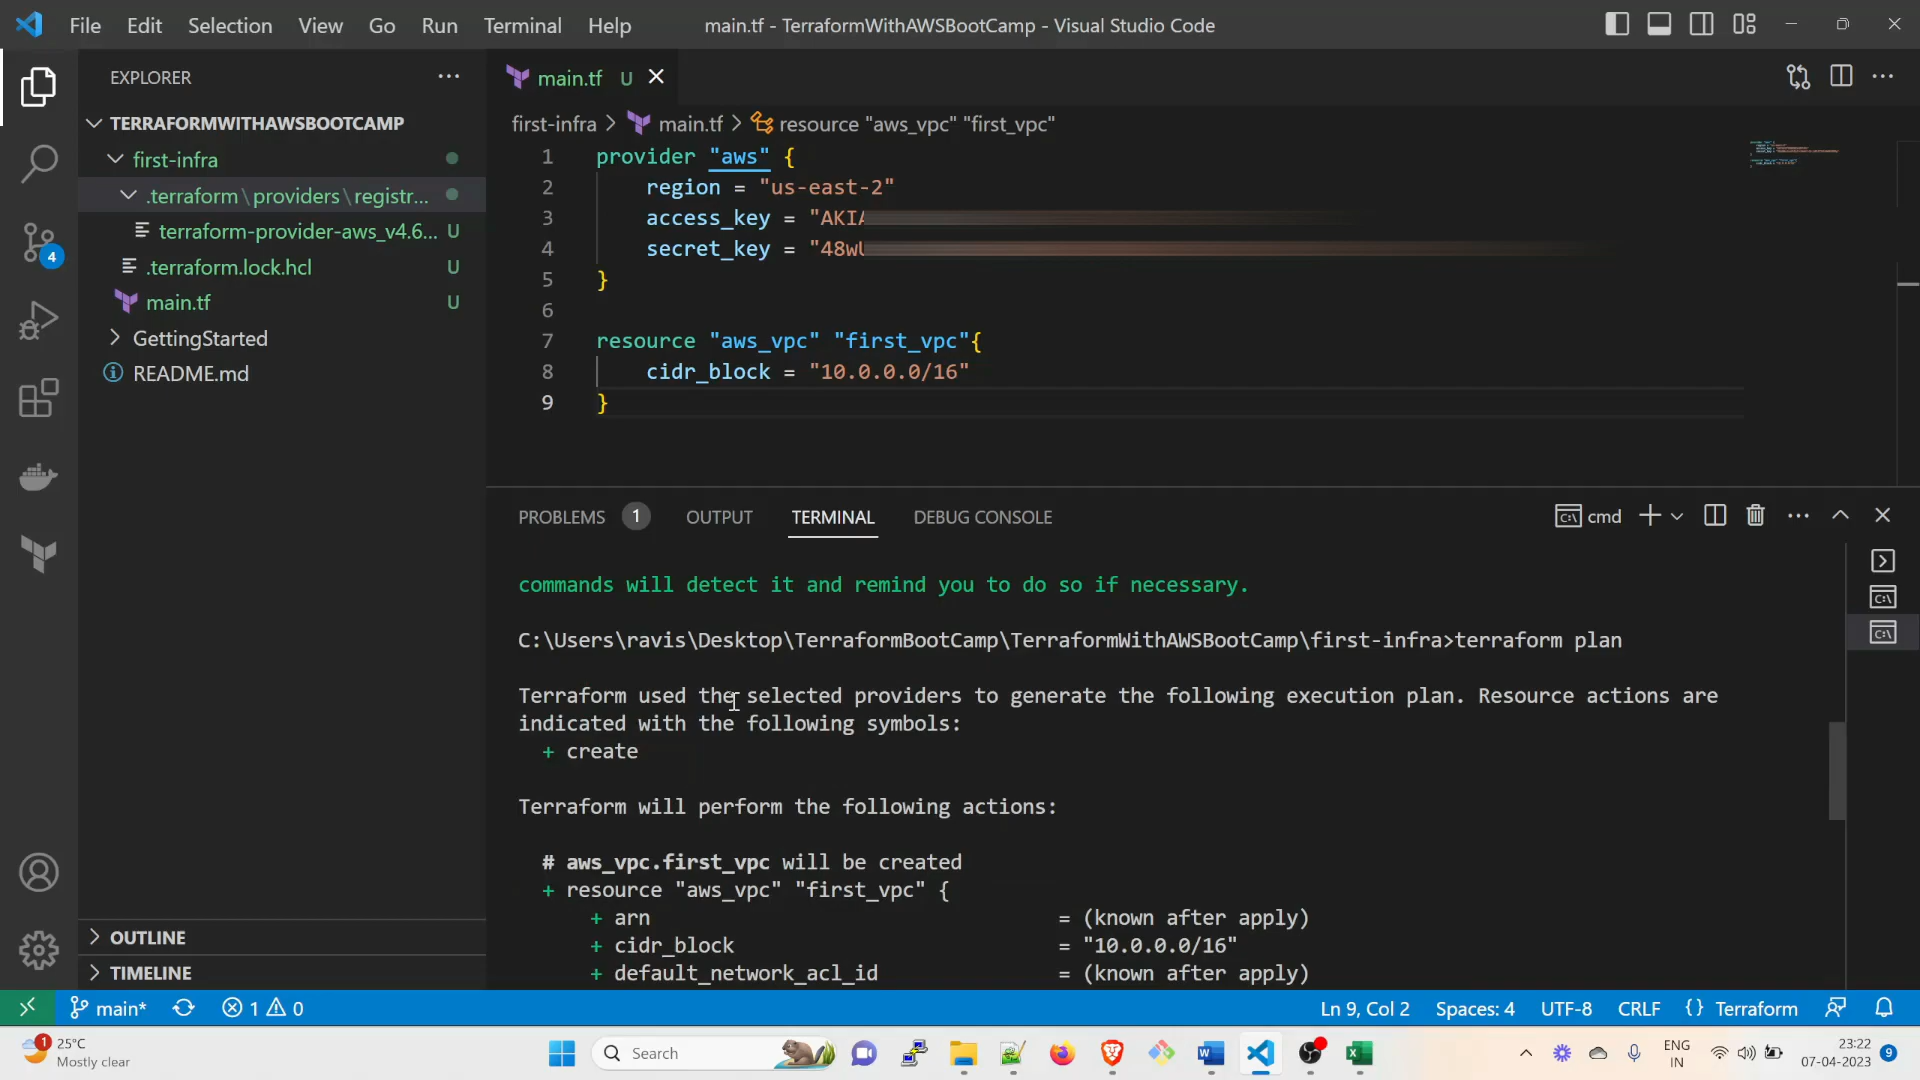 File Edit Selection View Go Run Terminal Help
main.tf - TerraformWithAWSBootCamp - Visual Studio Code
EXPLORER
TERRAFORMWITHAWSBOOTCAMP
first-infra
.terraform\providers\registr...
terraform-provider-aws_v4.6... U
.terraform.lock.hcl U
main.tf U
GettingStarted
README.md
OUTLINE
TIMELINE
4
main.tf U
first-infra > main.tf > resource "aws_vpc" "first_vpc"
1 provider "aws" {
2 region = "us-east-2"
3 access_key = "AKIA
4 secret_key = "48wU
5 }
6
7 resource "aws_vpc" "first_vpc"{
8 cidr_block = "10.0.0.0/16"
9 }
PROBLEMS 1 OUTPUT TERMINAL DEBUG CONSOLE
cmd
commands will detect it and remind you to do so if necessary.
C:\Users\ravis\Desktop\TerraformBootCamp\TerraformWithAWSBootCamp\first-infra>terraform plan
Terraform used the selected providers to generate the following execution plan. Resource actions are
indicated with the following symbols:
+ create
Terraform will perform the following actions:
# aws_vpc.first_vpc will be created
+ resource "aws_vpc" "first_vpc" {
+ arn = (known after apply)
+ cidr_block = "10.0.0.0/16"
+ default_network_acl_id = (known after apply)
main* 1 0
Ln 9, Col 2 Spaces: 4 UTF-8 CRLF {} Terraform
1
25°C
Mostly clear
Search
ENG
IN
23:22
07-04-2023
9